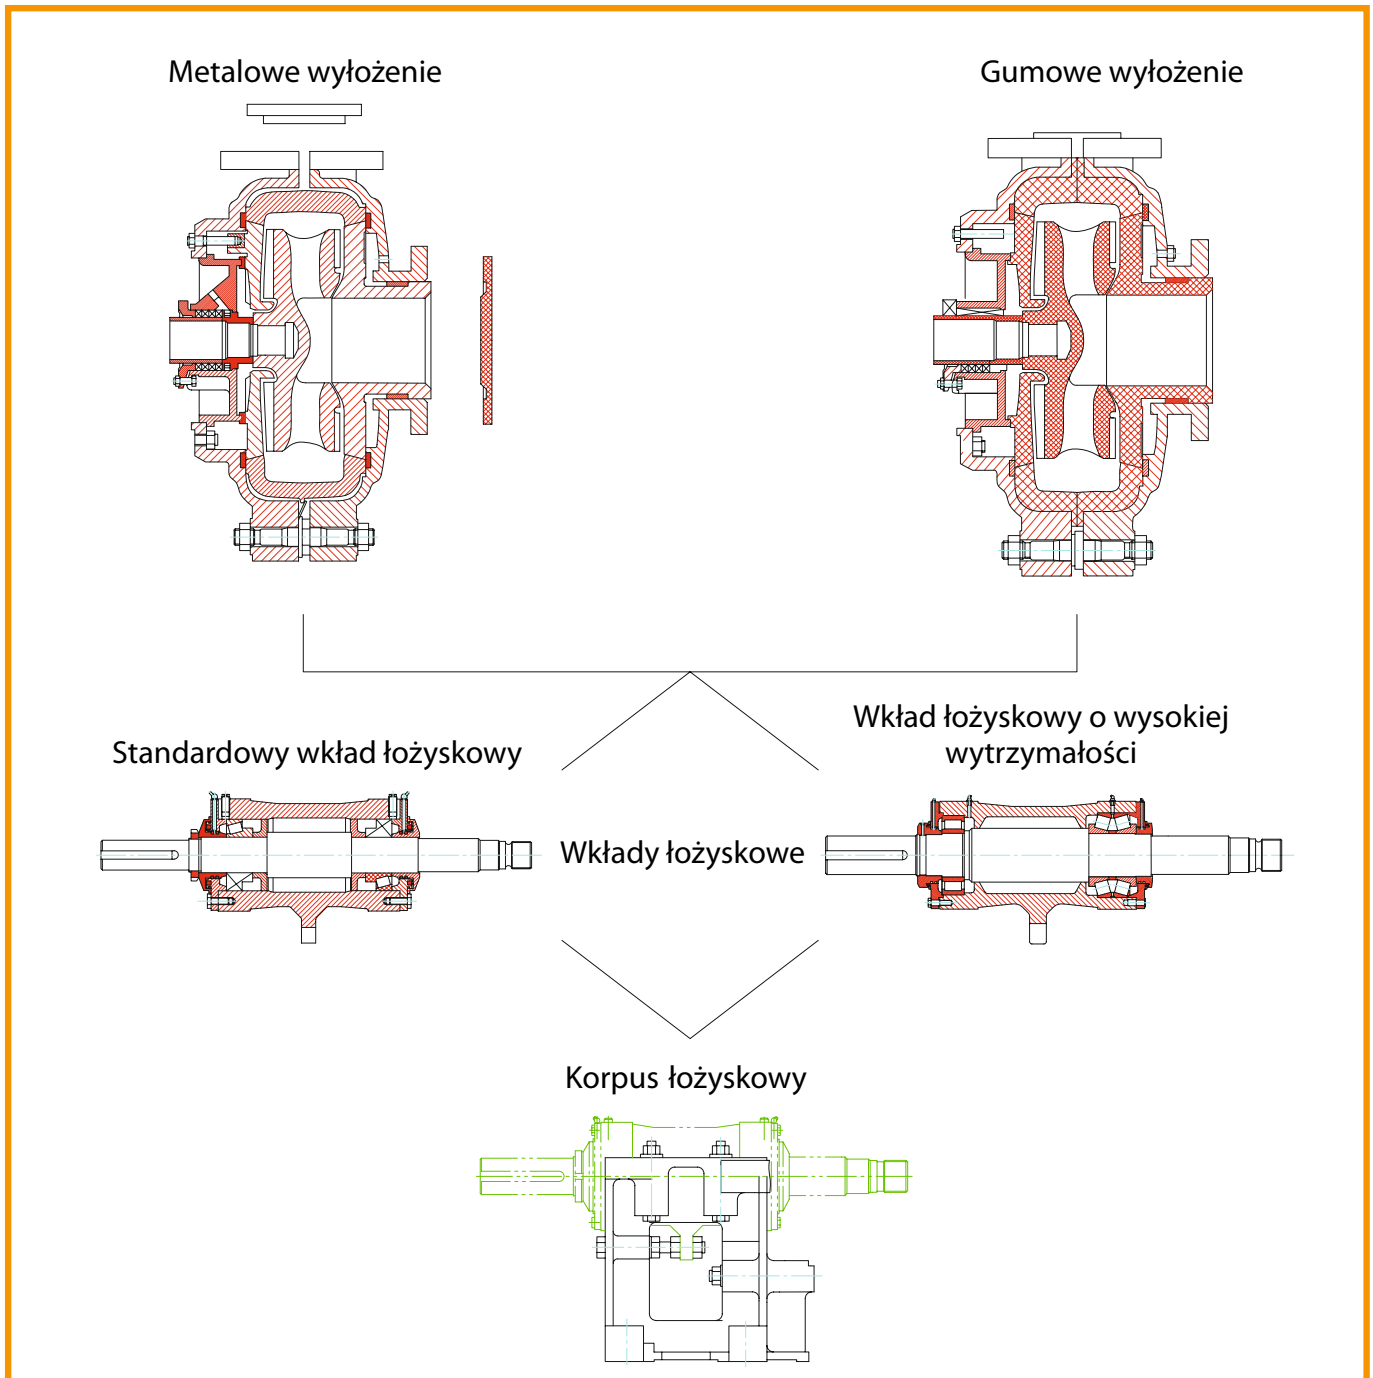 Metalowe wyłożenie
Gumowe wyłożenie
Standardowy wkład łożyskowy
Wkład łożyskowy o wysokiej
wytrzymałości
Wkłady łożyskowe
Korpus łożyskowy